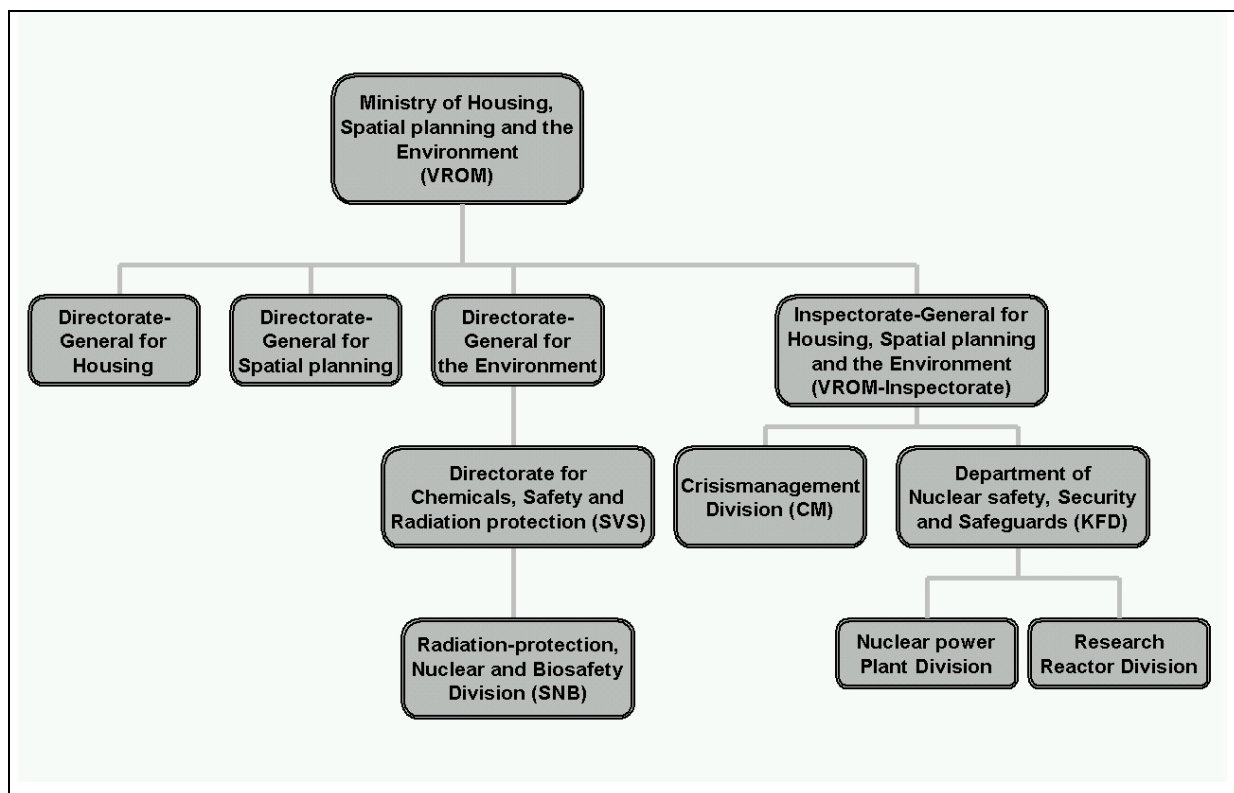 Ministry of Housing,
Spatial planning and the
Environment
(VROM)
Directorate-
General for
Housing
Directorate-
General for
Spatial planning
Directorate-
General for
the Environment
Inspectorate-General for
Housing, Spatial planning
and the Environment
(VROM-Inspectorate)
Directorate for
Chemicals, Safety and
Radiation protection (SVS)
Crisismanagement
Division (CM)
Department of
Nuclear safety, Security
and Safeguards (KFD)
Radiation-protection,
Nuclear and Biosafety
Division (SNB)
Nuclear power
Plant Division
Research
Reactor Division